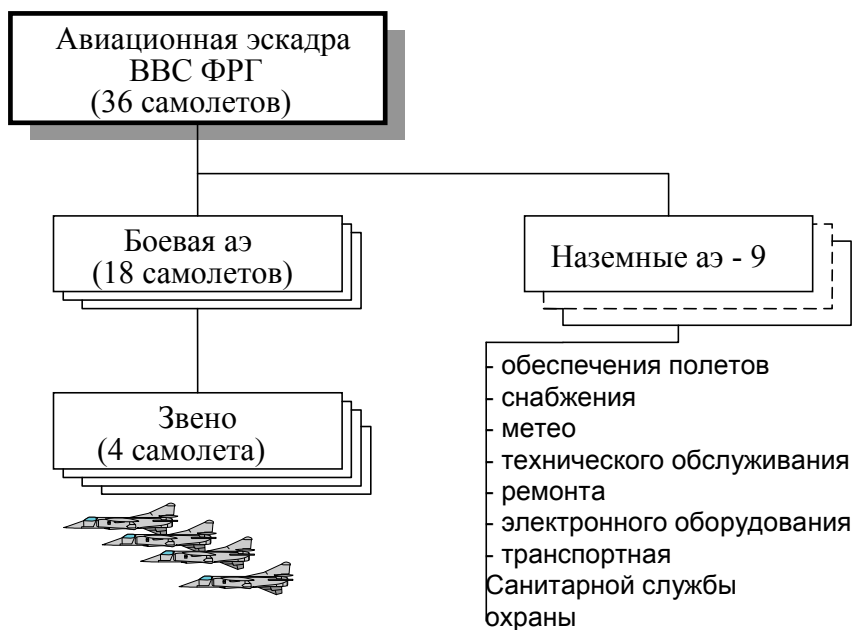 Авиационная эскадра
ВВС ФРГ
(36 самолетов)
Боевая аэ
(18 самолетов)
Наземные аэ - 9
Звено
(4 самолета)
- обеспечения полетов
- снабжения
- метео
- технического обслуживания
- ремонта
- электронного оборудования
- транспортная
Санитарной службы
охраны